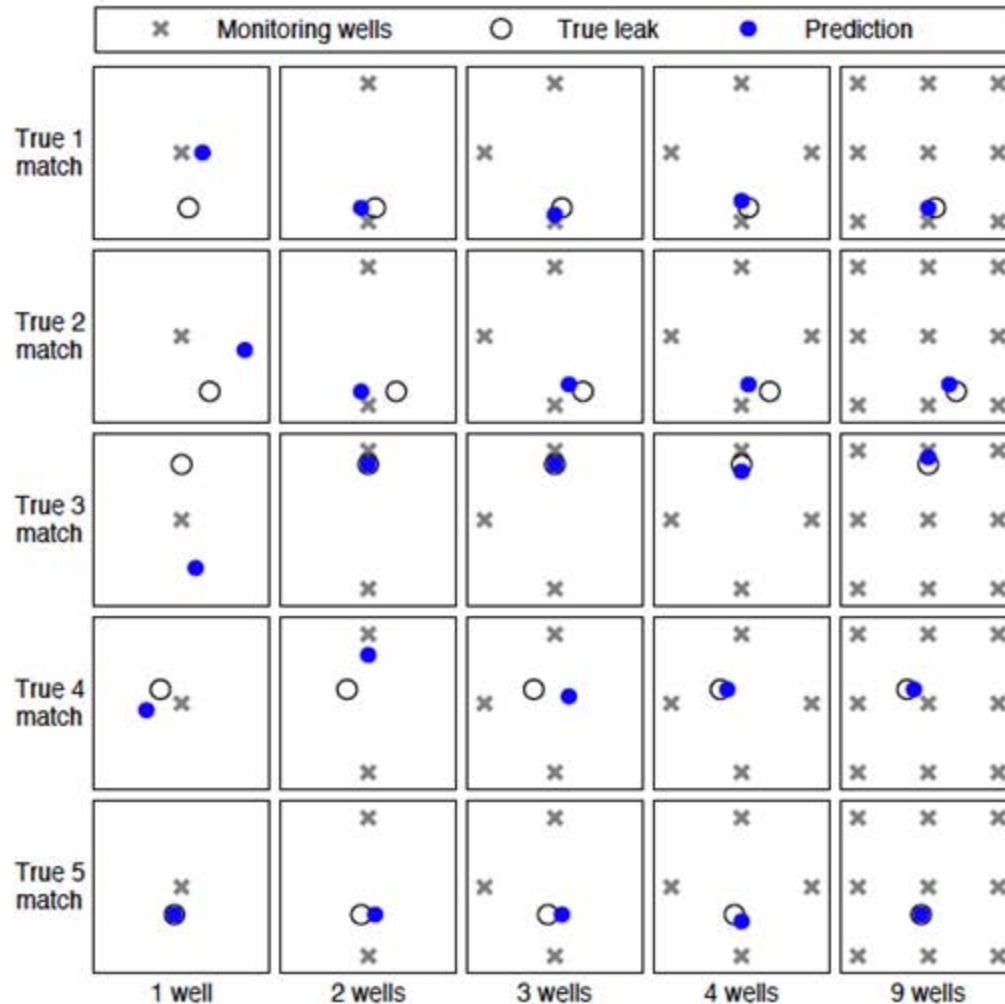 Monitoring wells True leak Prediction
True 1
match
True 2
match
True 3
match
True 4
match
True 5
match
1 well 2 wells 3 wells 4 wells 9 wells